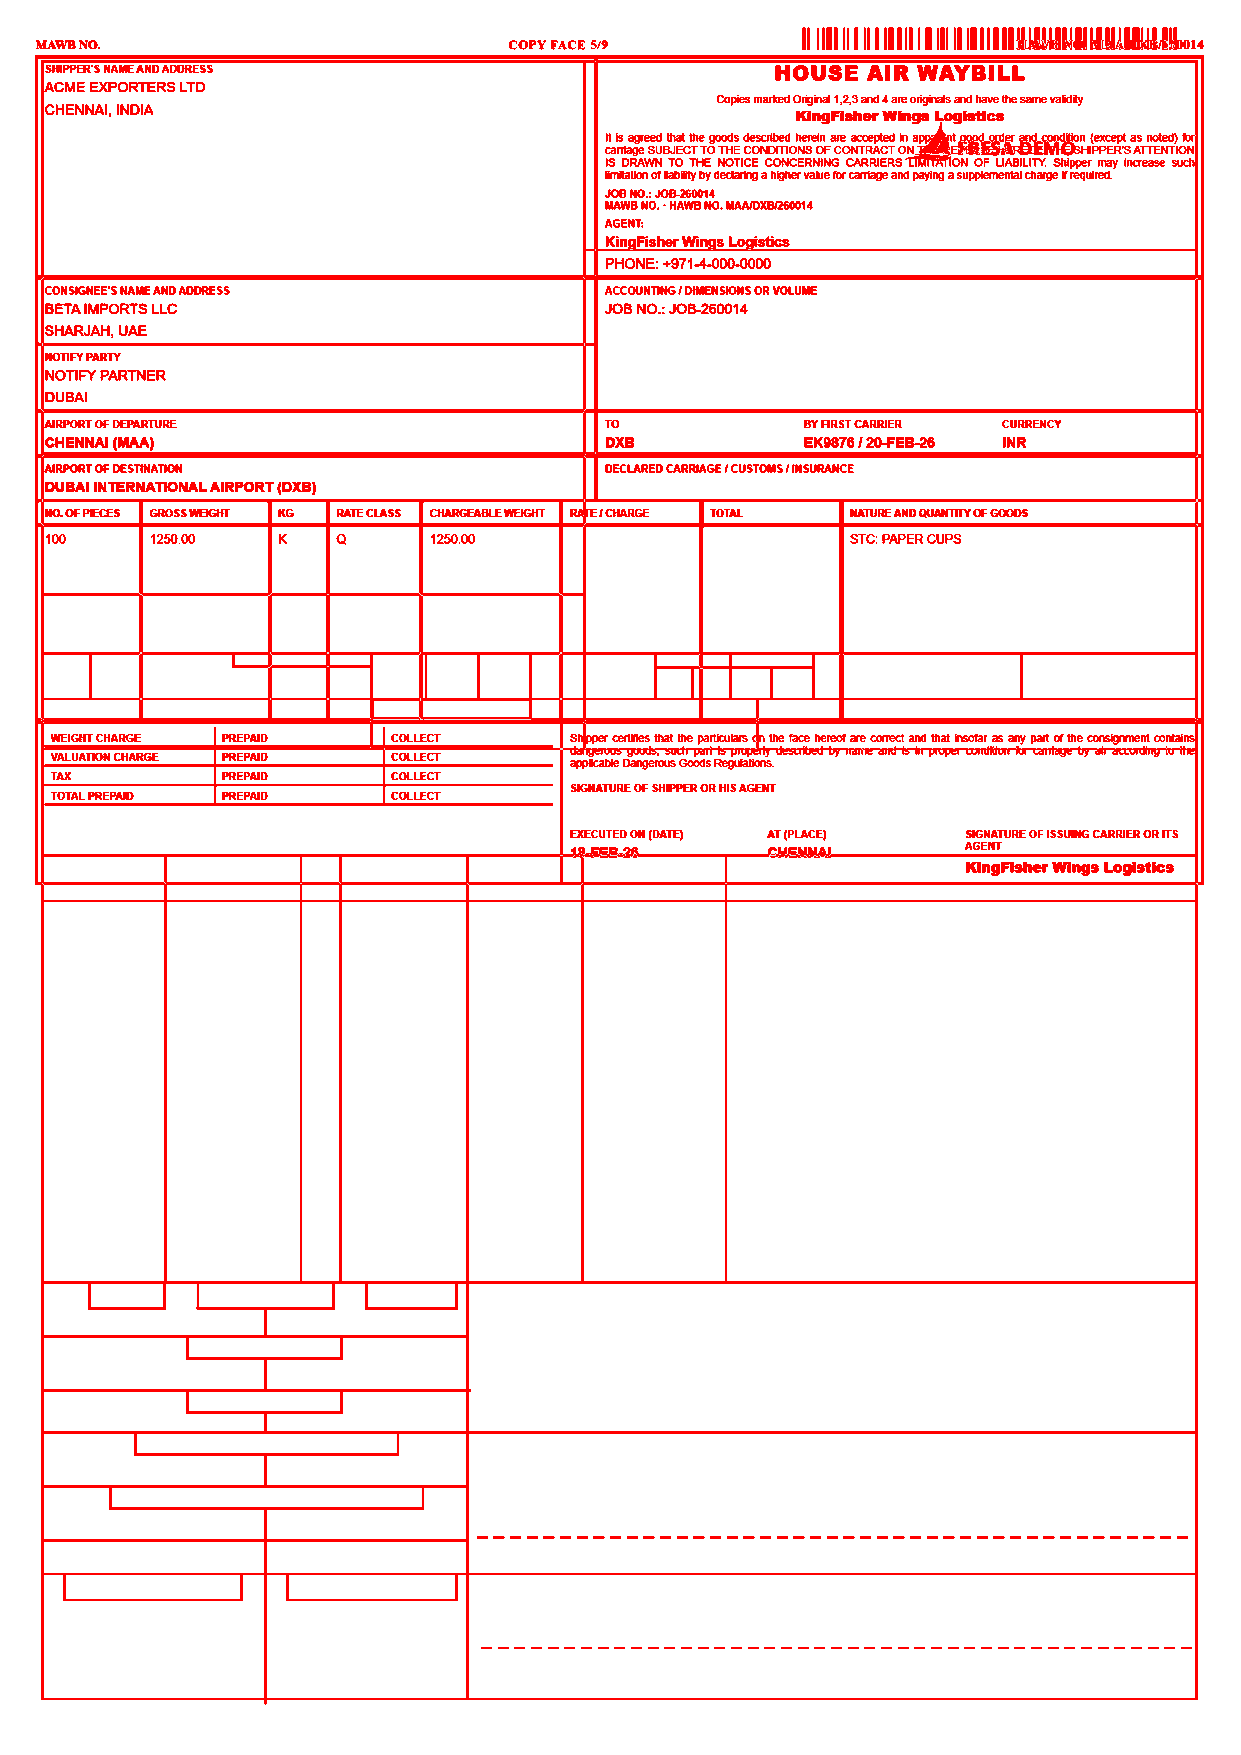 MAWB NO.
COPY FACE 5/9
HAWB NO. MAA/DXB/260014
SHIPPER'S NAME AND ADDRESS
ACME EXPORTERS LTD
CHENNAI, INDIA
HOUSE AIR WAYBILL
Copies marked Original 1,2,3 and 4 are originals and have the same validity
KingFisher Wings Logistics
It is agreed that the goods described herein are accepted in apparent good order and condition (except as noted) for
carriage SUBJECT TO THE CONDITIONS OF CONTRACT ON SHIPPER'S ATTENTION
FRESA DEMO
IS DRAWN TO THE NOTICE CONCERNING CARRIERS' LIMITATION OF LIABILITY. Shipper may increase such
limitation of liability by declaring a higher value for carriage and paying a supplemental charge if required.
JOB NO.: JOB-260014
MAWB NO. - HAWB NO. MAA/DXB/260014
AGENT:
KingFisher Wings Logistics
PHONE: +971-4-000-0000
CONSIGNEE'S NAME AND ADDRESS
BETA IMPORTS LLC
SHARJAH, UAE
ACCOUNTING / DIMENSIONS OR VOLUME
JOB NO.: JOB-260014
NOTIFY PARTY
NOTIFY PARTNER
DUBAI
AIRPORT OF DEPARTURE
CHENNAI (MAA)
TO BY FIRST CARRIER CURRENCY
DXB EK9876 / 20-FEB-26 INR
AIRPORT OF DESTINATION
DUBAI INTERNATIONAL AIRPORT (DXB)
DECLARED CARRIAGE / CUSTOMS / INSURANCE
NO. OF PIECES GROSS WEIGHT KG RATE CLASS CHARGEABLE WEIGHT RATE / CHARGE TOTAL NATURE AND QUANTITY OF GOODS
100 1250.00 K Q 1250.00 STC: PAPER CUPS
WEIGHT CHARGE PREPAID COLLECT
VALUATION CHARGE PREPAID COLLECT
TAX PREPAID COLLECT
TOTAL PREPAID PREPAID COLLECT
Shipper certifies that the particulars on the face hereof are correct and that insofar as any part of the consignment contains
dangerous goods, such part is properly described by name and is in proper condition for carriage by air according to the
applicable Dangerous Goods Regulations.
SIGNATURE OF SHIPPER OR HIS AGENT
EXECUTED ON (DATE) AT (PLACE) SIGNATURE OF ISSUING CARRIER OR ITS
AGENT
18-FEB-26 CHENNAI
KingFisher Wings Logistics